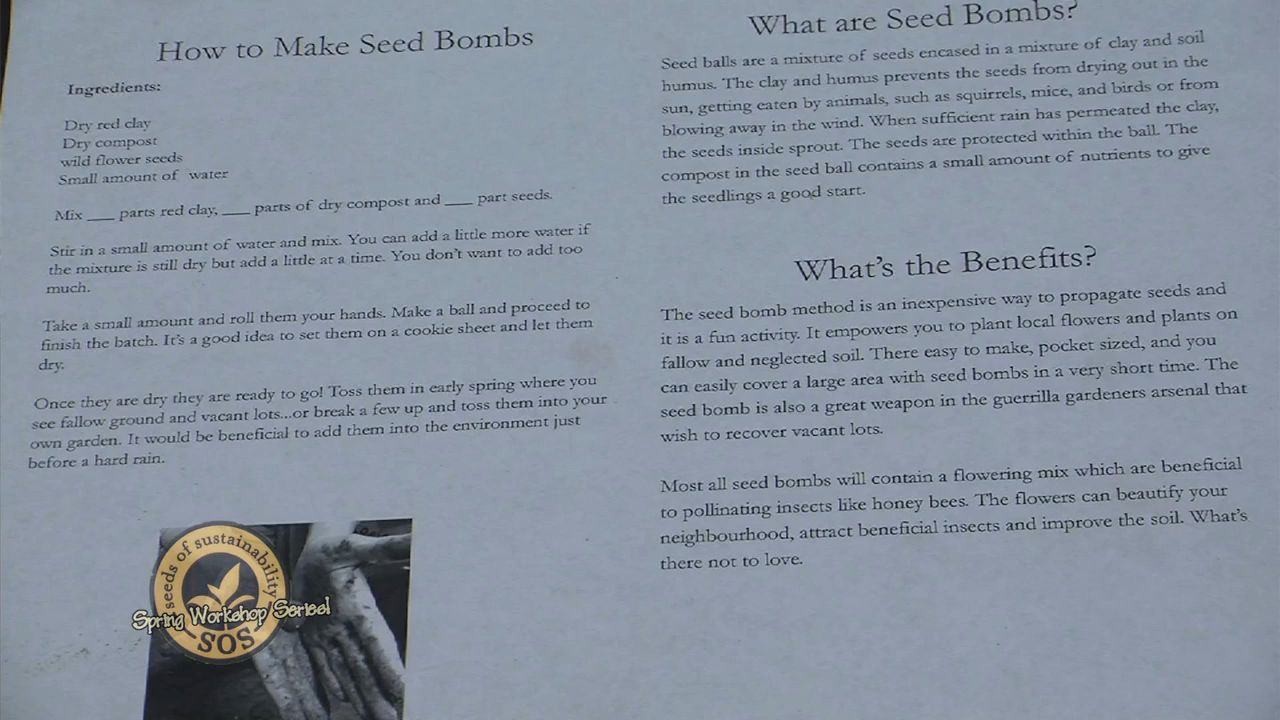 How to Make Seed Bombs
Ingredients:
Dry red clay
Dry compost
wild flower seeds
Small amount of water
Mix ___ parts red clay, ___ parts of dry compost and ___ part seeds.
Stir in a small amount of water and mix. You can add a little more water if
the mixture is still dry but add a little at a time. You don't want to add too
much.
Take a small amount and roll them your hands. Make a ball and proceed to
finish the batch. It's a good idea to set them on a cookie sheet and let them
dry.
Once they are dry they are ready to go! Toss them in early spring where you
see fallow ground and vacant lots...or break a few up and toss them into your
own garden. It would be beneficial to add them into the environment just
before a hard rain.
seeds of sustainability
Spring Workshop Series!
SOS
What are Seed Bombs?
Seed balls are a mixture of seeds encased in a mixture of clay and soil
humus. The clay and humus prevents the seeds from drying out in the
sun, getting eaten by animals, such as squirrels, mice, and birds or from
blowing away in the wind. When sufficient rain has permeated the clay,
the seeds inside sprout. The seeds are protected within the ball. The
compost in the seed ball contains a small amount of nutrients to give
the seedlings a good start.
What's the Benefits?
The seed bomb method is an inexpensive way to propagate seeds and
it is a fun activity. It empowers you to plant local flowers and plants on
fallow and neglected soil. There easy to make, pocket sized, and you
can easily cover a large area with seed bombs in a very short time. The
seed bomb is also a great weapon in the guerrilla gardeners arsenal that
wish to recover vacant lots.
Most all seed bombs will contain a flowering mix which are beneficial
to pollinating insects like honey bees. The flowers can beautify your
neighbourhood, attract beneficial insects and improve the soil. What's
there not to love.